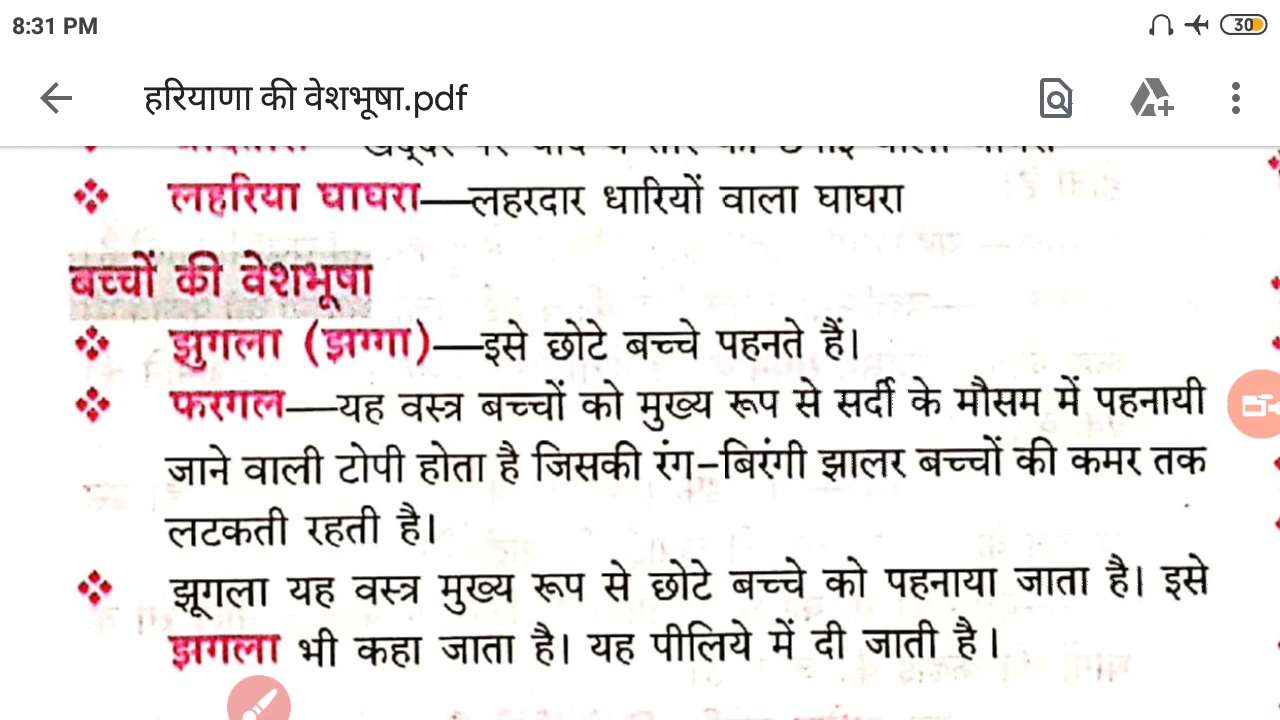 8:31 PM
30
हरियाणा की वेशभूषा.pdf
लहरिया घाघरा—लहरदार धारियों वाला घाघरा
बच्चों की वेशभूषा
झुगला (झग्गा)—इसे छोटे बच्चे पहनते हैं।
फरगल—यह वस्त्र बच्चों को मुख्य रूप से सर्दी के मौसम में पहनायी
जाने वाली टोपी होता है जिसकी रंग-बिरंगी झालर बच्चों की कमर तक
लटकती रहती है।
झूगला यह वस्त्र मुख्य रूप से छोटे बच्चे को पहनाया जाता है। इसे
झगला भी कहा जाता है। यह पीलिये में दी जाती है।